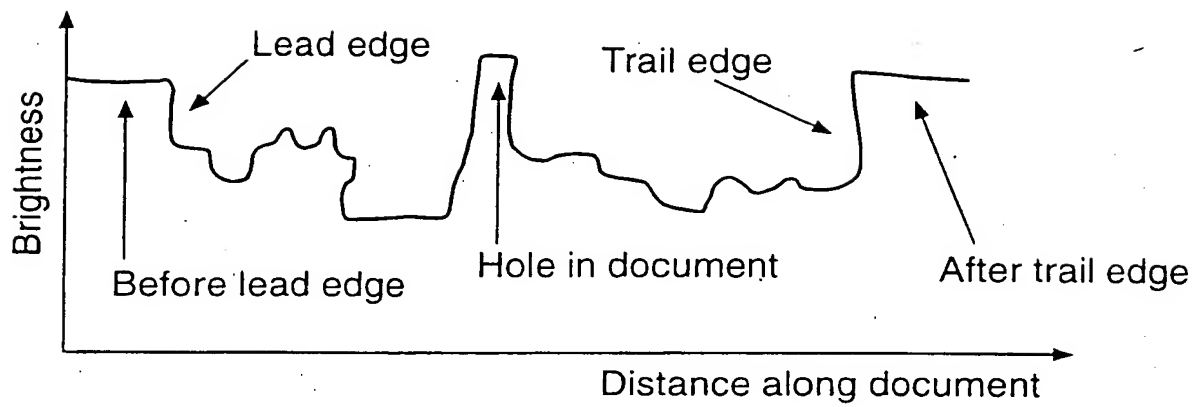 Lead edge
Trail edge
Brightness
Before lead edge
Hole in document
After trail edge
Distance along document